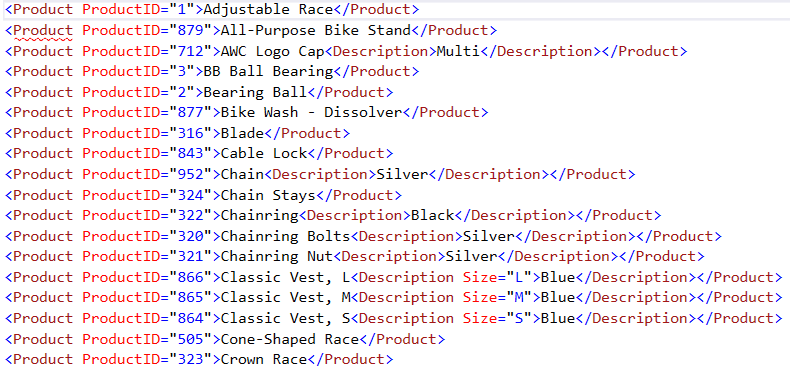 <Product ProductID="1">Adjustable Race</Product>
<Product ProductID="879">All-Purpose Bike Stand</Product>
<Product ProductID="712">AWC Logo Cap<Description>Multi</Description></Product>
<Product ProductID="3">BB Ball Bearing</Product>
<Product ProductID="2">Bearing Ball</Product>
<Product ProductID="877">Bike Wash - Dissolver</Product>
<Product ProductID="316">Blade</Product>
<Product ProductID="843">Cable Lock</Product>
<Product ProductID="952">Chain<Description>Silver</Description></Product>
<Product ProductID="324">Chain Stays</Product>
<Product ProductID="322">Chainring<Description>Black</Description></Product>
<Product ProductID="320">Chainring Bolts<Description>Silver</Description></Product>
<Product ProductID="321">Chainring Nut<Description>Silver</Description></Product>
<Product ProductID="866">Classic Vest, L<Description Size="L">Blue</Description></Product>
<Product ProductID="865">Classic Vest, M<Description Size="M">Blue</Description></Product>
<Product ProductID="864">Classic Vest, S<Description Size="S">Blue</Description></Product>
<Product ProductID="505">Cone-Shaped Race</Product>
<Product ProductID="323">Crown Race</Product>